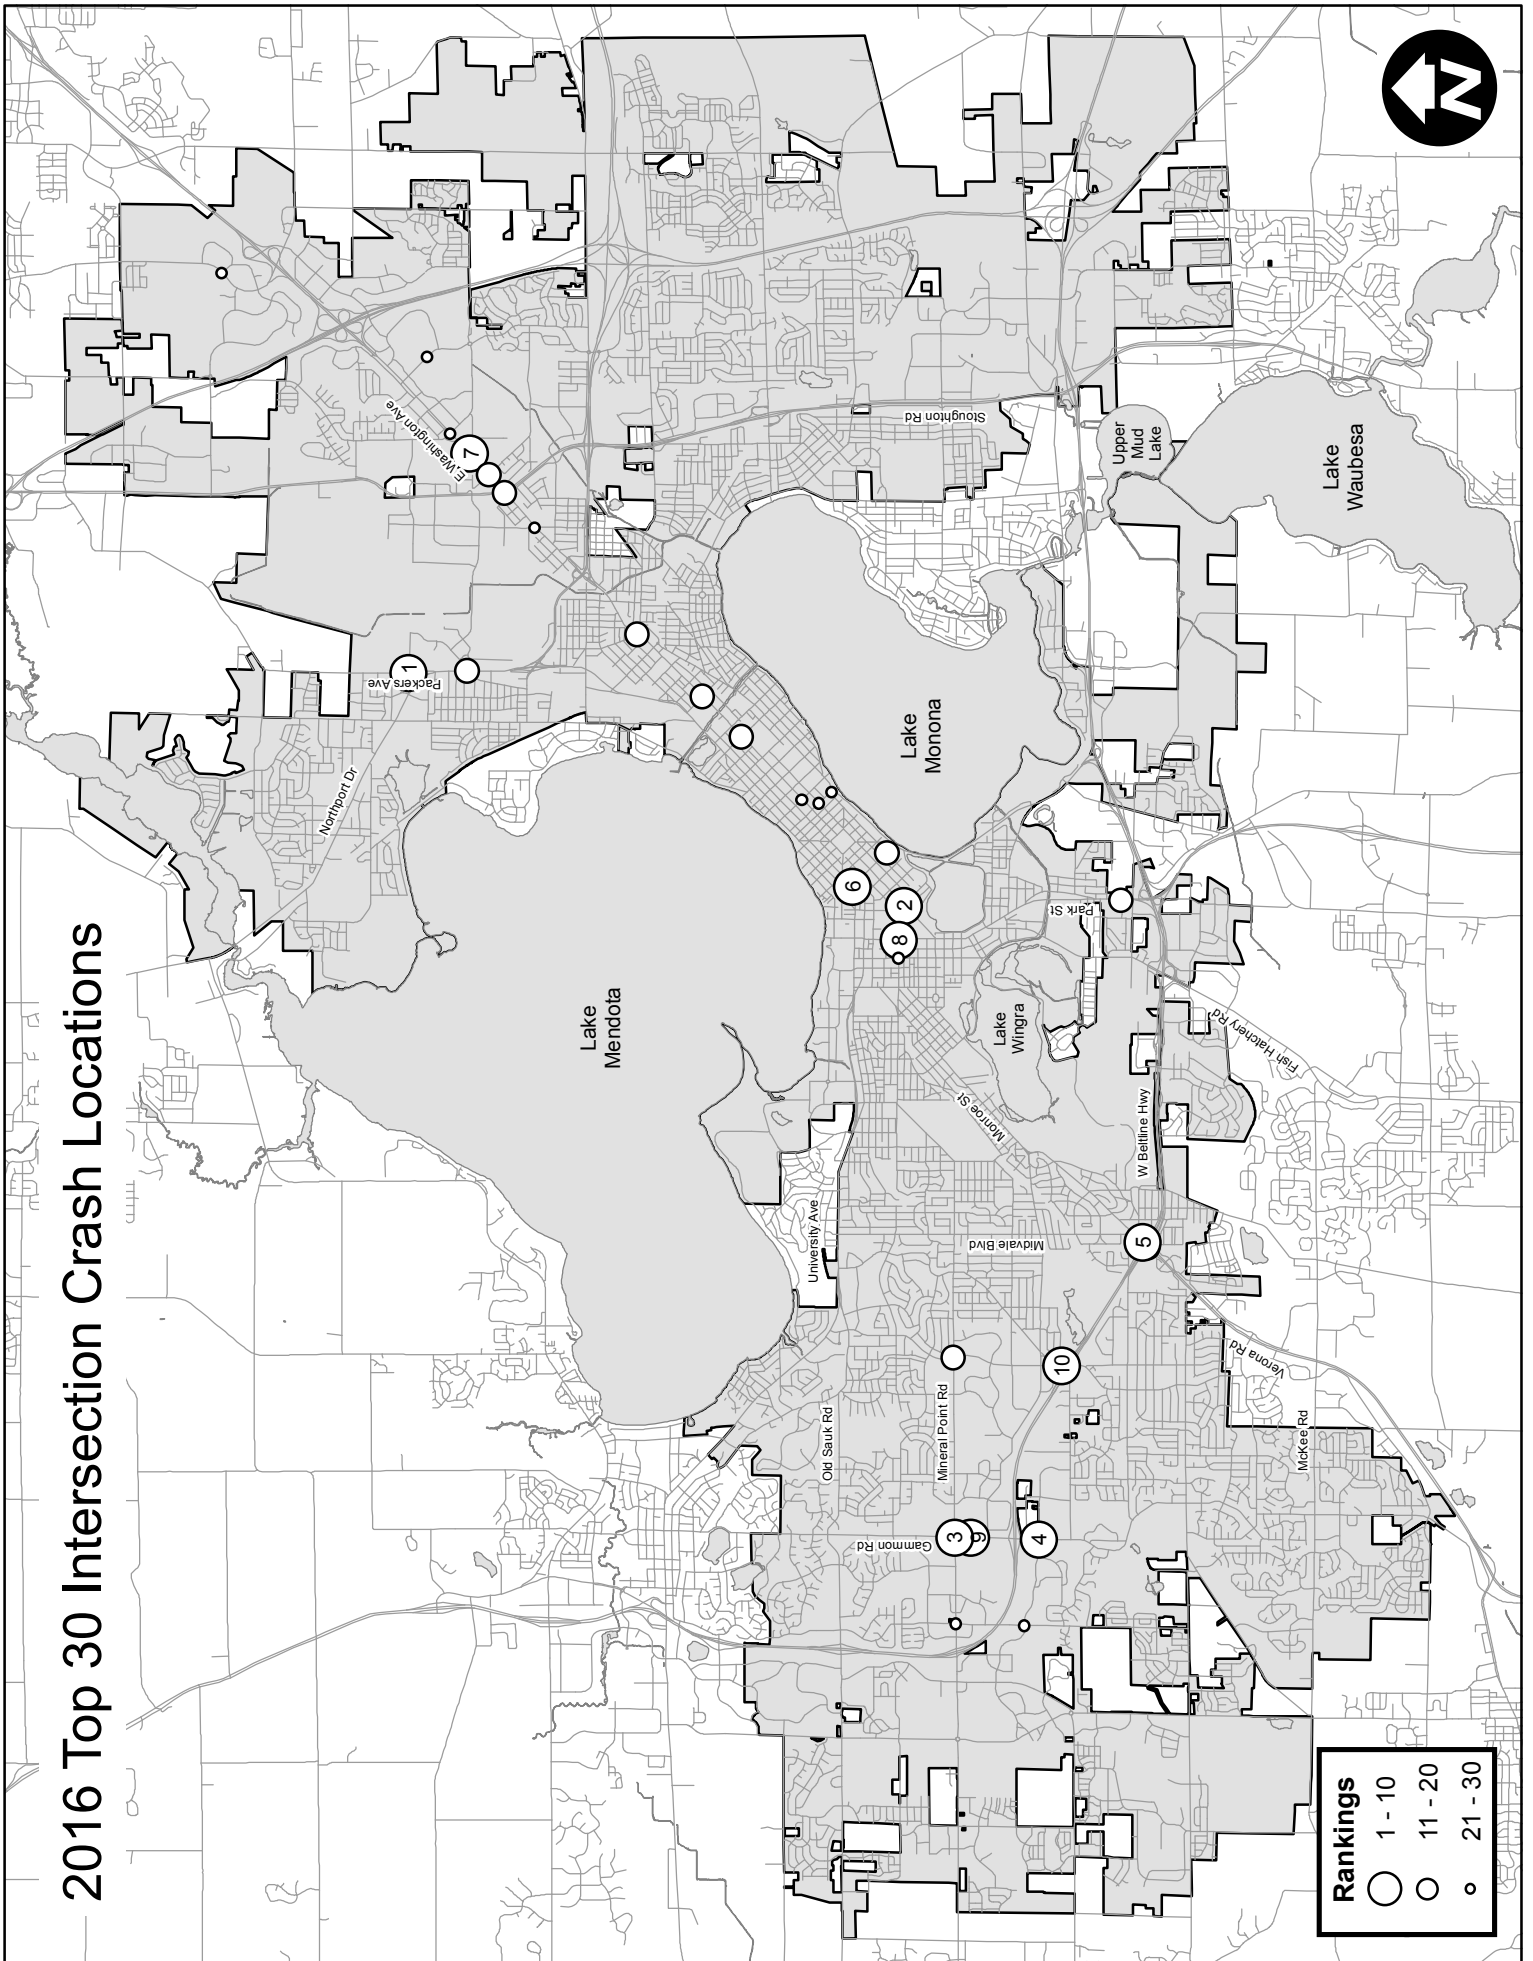 2016 Top 30 Intersection Crash Locations
N
Northport Dr
Packers Ave
1
E. Washington Ave
7
Lake
Mendota
Stoughton Rd
Upper
Mud
Lake
Lake
Waubesa
Lake
Monona
6
2
8
Park St
Lake
Wingra
Fish Hatchery Rd
Monroe St
W Beltline Hwy
University Ave
Midvale Blvd
5
10
Verona Rd
Old Sauk Rd
Mineral Point Rd
McKee Rd
Gammon Rd
3
9
4
Rankings
1 - 10
11 - 20
21 - 30